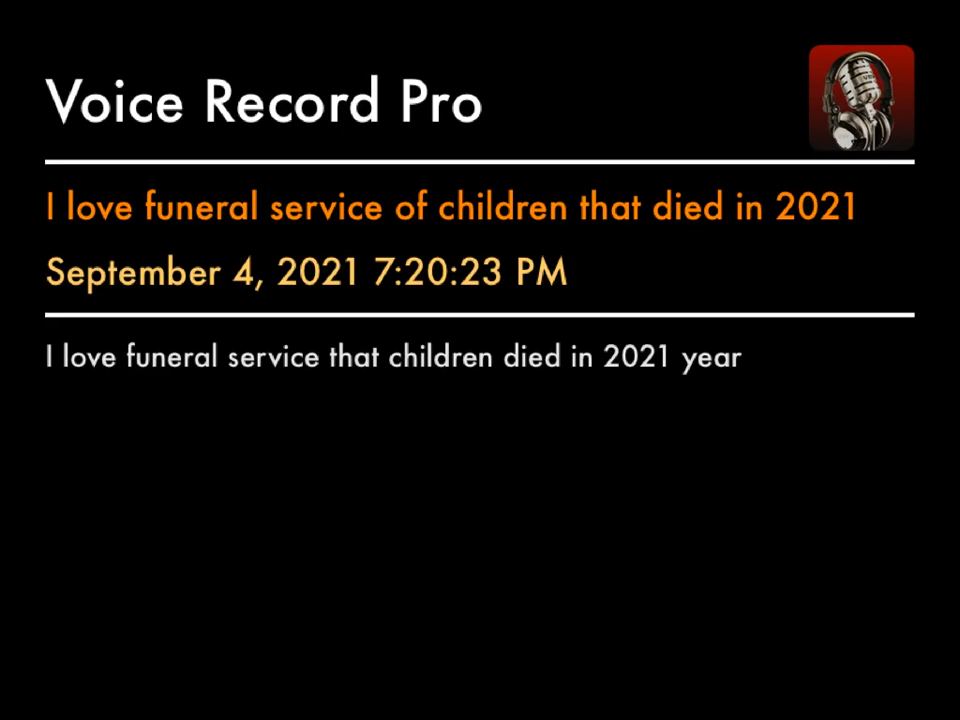 Voice Record Pro
I love funeral service of children that died in 2021
September 4, 2021 7:20:23 PM
I love funeral service that children died in 2021 year